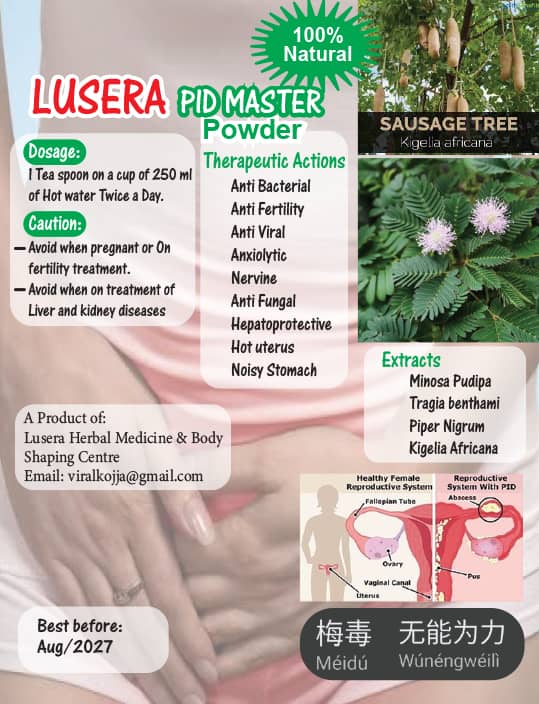 100%
Natural
LUSERA PID MASTER
Powder
SAUSAGE TREE
Kigelia africana
Dosage:
1 Tea spoon on a cup of 250 ml
of Hot water Twice a Day.
Caution:
– Avoid when pregnant or On
fertility treatment.
– Avoid when on treatment of
Liver and kidney diseases
Therapeutic Actions
Anti Bacterial
Anti Fertility
Anti Viral
Anxiolytic
Nervine
Anti Fungal
Hepatoprotective
Hot uterus
Noisy Stomach
Extracts
Minosa Pudipa
Tragia benthami
Piper Nigrum
Kigelia Africana
A Product of:
Lusera Herbal Medicine & Body
Shaping Centre
Email: viralkojja@gmail.com
Healthy Female
Reproductive System
Fallopian Tube
Ovary
Vaginal Canal
Uterus
Reproductive
System With PID
Abscess
Pus
Best before:
Aug/2027
梅毒 无能为力
Méidú Wúnéngwéilì